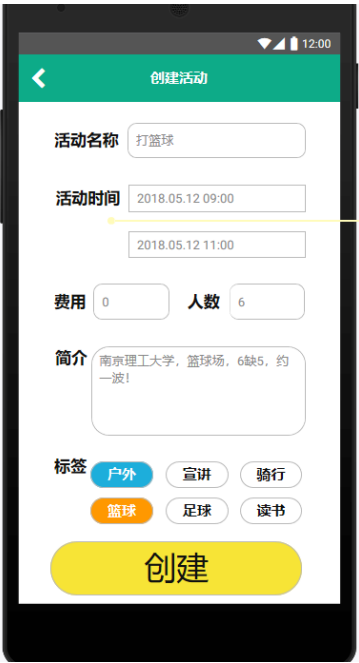 12:00
创建活动
活动名称 打篮球
活动时间 2018.05.12 09:00
2018.05.12 11:00
费用 0 人数 6
简介 南京理工大学，篮球场，6缺5，约
一波！
标签 户外 宣讲 骑行
篮球 足球 读书
创建